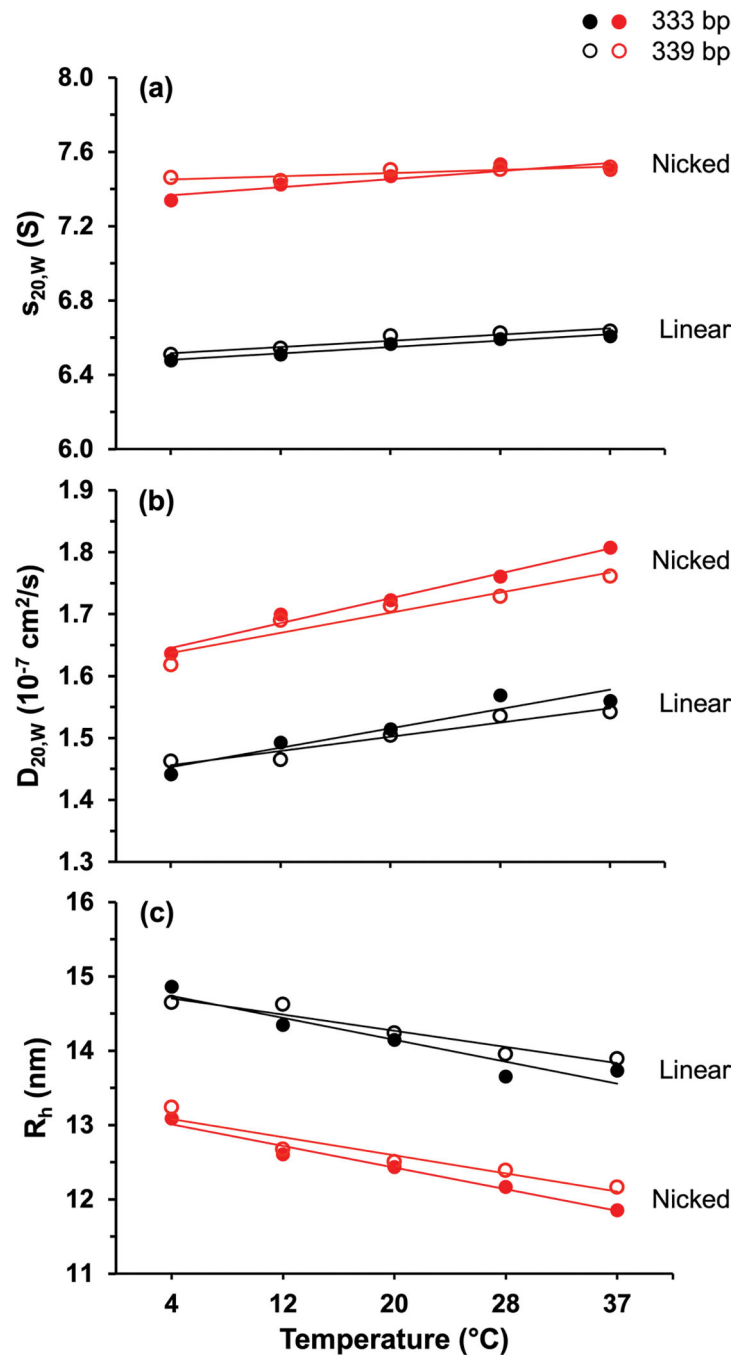 333 bp
339 bp
(a)
8.0
7.6
7.2
6.8
6.4
6.0
s20,W (S)
Nicked
Linear
(b)
1.9
1.8
1.7
1.6
1.5
1.4
1.3
D20,W (10-7 cm2/s)
Nicked
Linear
(c)
16
15
14
13
12
11
Rh (nm)
Linear
Nicked
4 12 20 28 37
Temperature (°C)